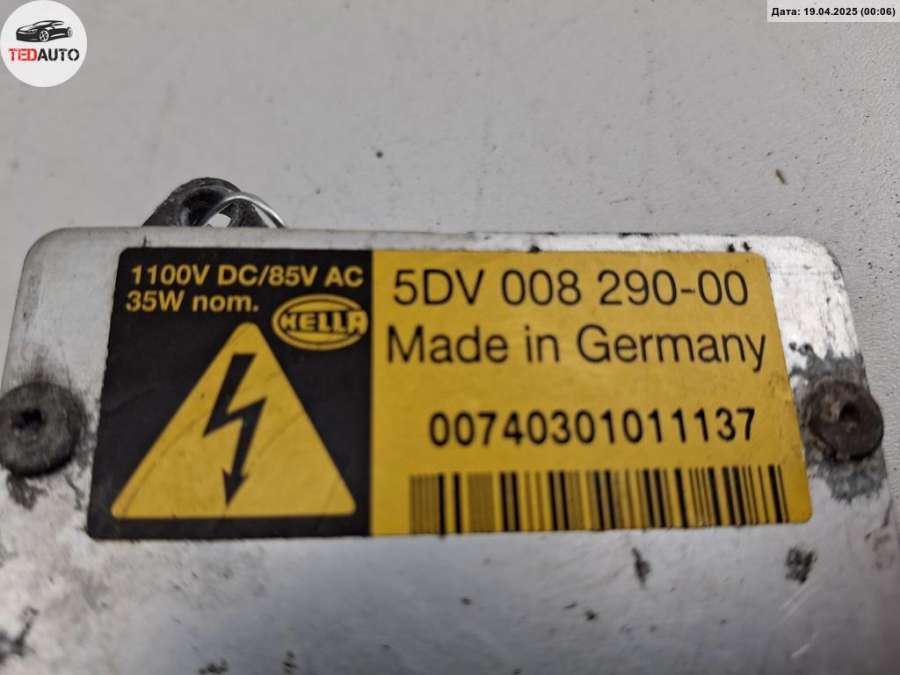 TEDAUTO
Дата: 19.04.2025 (00:06)
1100V DC/85V AC
35W nom.
HELLA
5DV 008 290-00
Made in Germany
00740301011137